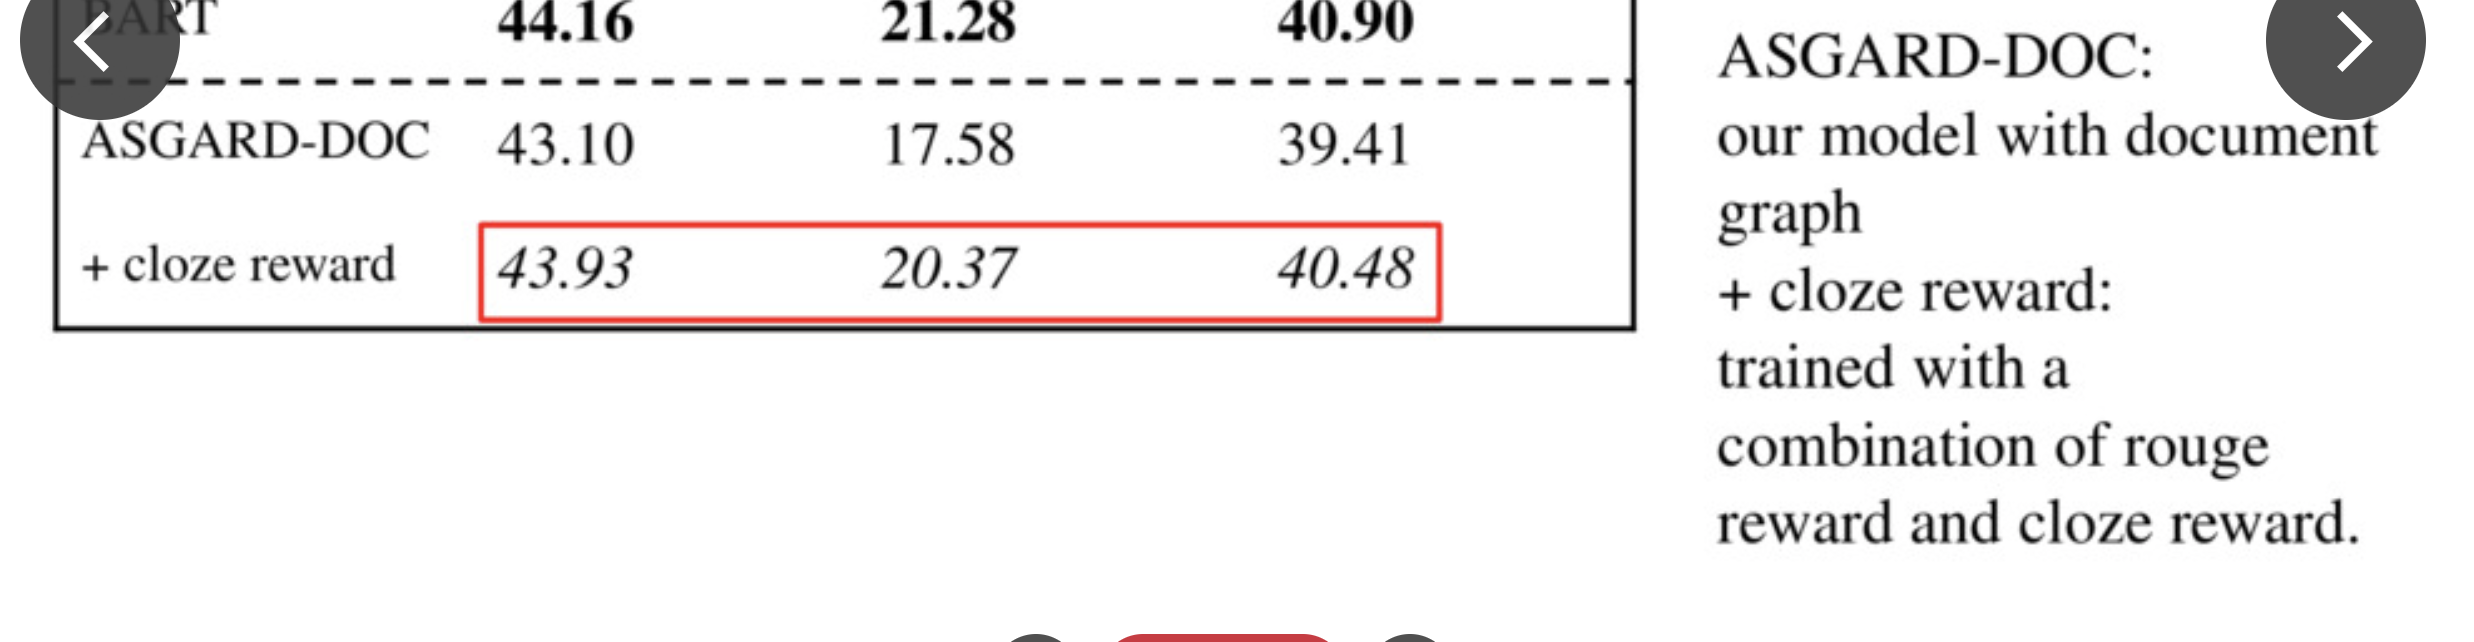 BART 44.16 21.28 40.90
ASGARD-DOC 43.10 17.58 39.41
+ cloze reward 43.93 20.37 40.48
ASGARD-DOC:
our model with document
graph
+ cloze reward:
trained with a
combination of rouge
reward and cloze reward.